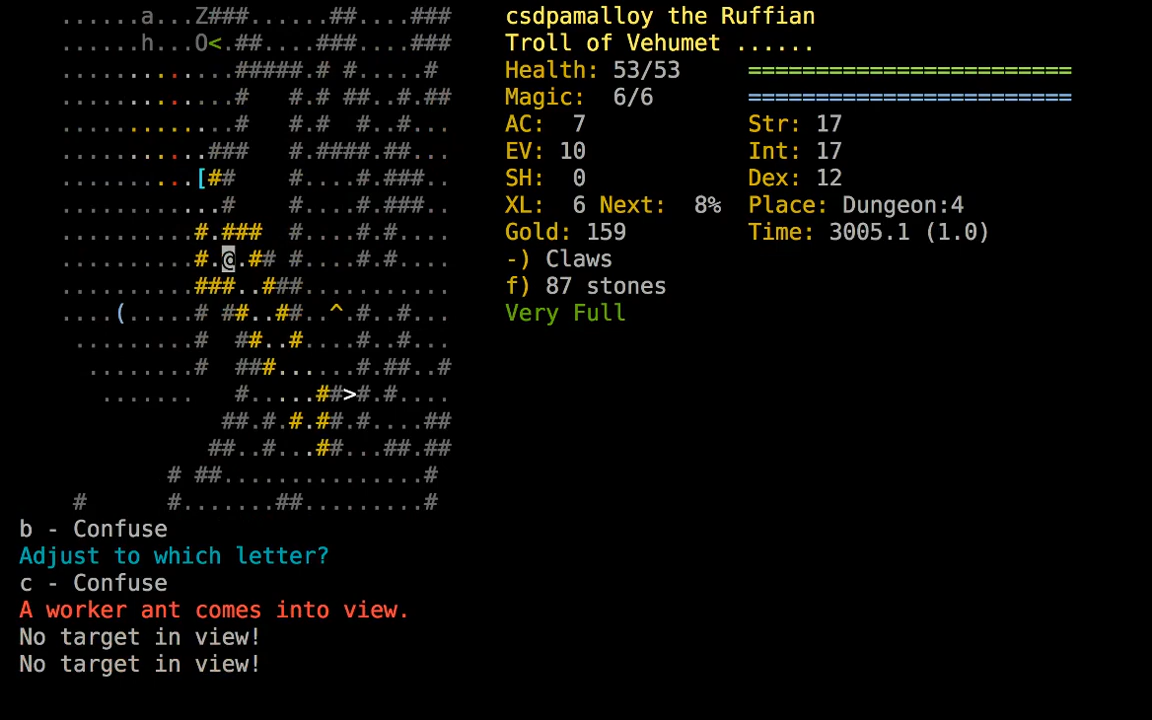 ......a...Z###......##....### csdpamalloy the Ruffian
......h...O<.##....###....### Troll of Vehumet ......
.............#####.# #.....# Health: 53/53 ========================
.............# #.# ##..#.## Magic: 6/6 ========================
.............# #.# #..#... AC: 7 Str: 17
...........### #.####.##... EV: 10 Int: 17
..........[## #....#.###.. SH: 0 Dex: 12
............# #....#.###.. XL: 6 Next: 8% Place: Dungeon:4
..........#.### #....#.#... Gold: 159 Time: 3005.1 (1.0)
..........#.@.## #....#.#.... -) Claws
..........###..###........... f) 87 stones
....(.....# ##..##..^.#..#... Very Full
.........# ##..#....#..#...
........# ###......#.##..#
....... #.....##>#.#....
##.#.#.##.#....##
##..#...##...##.##
# ##...............#
# #.......##.........#
b - Confuse
Adjust to which letter?
c - Confuse
A worker ant comes into view.
No target in view!
No target in view!